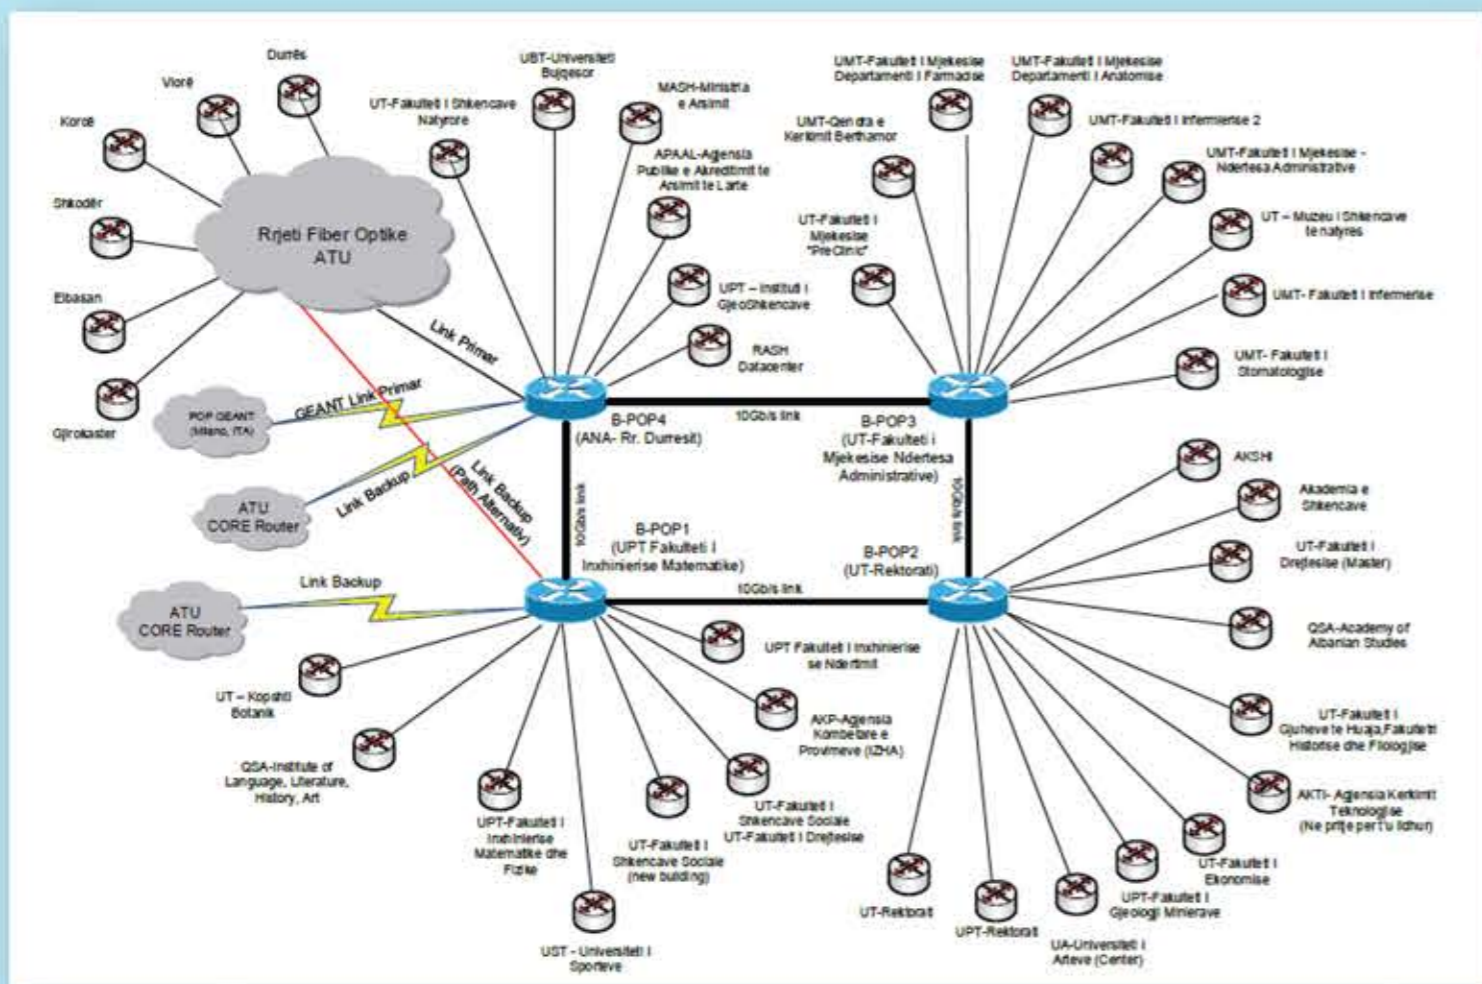 Durrës
Vlorë
Korcë
Shkodër
Elbasan
Gjirokaster
Rrjeti Fiber Optike
ATU
UT-Fakulteti I Shkencave
Natyrore
UBT-Universiteti
Bujqesor
MASH-Ministria
e Arsimit
APAAL-Agjensia
Publike e Akreditimit te
Arsimit te Larte
UPT – Instituti I
GjeoShkencave
RASH
Datacenter
UMT-Fakulteti I Mjekesise
Departamenti I Farmacise
UMT-Fakulteti I Mjekesise
Departamenti I Anatomise
UMT-Qendra e
Kerkimit Berthamor
UMT-Fakulteti I Infermierise 2
UMT-Fakulteti I Mjekesise -
Ndertesa Administrative
UT-Fakulteti I
Mjekesise
"PreClinic"
UT – Muzeu I Shkencave
te natyres
UMT- Fakulteti I Infermerise
UMT- Fakulteti I
Stomatologjise
Link Primar
GEANT Link Primar
POP GEANT
(Milano, ITA)
Link Backup
ATU
CORE Router
Link Backup
(Path Alternativ)
B-POP4
(ANA- Rr. Durresit)
10Gb/s link
B-POP3
(UT-Fakulteti i
Mjekesise Ndertesa
Administrative)
10Gb/s link
10Gb/s link
B-POP1
(UPT Fakulteti I
Inxhinierise Matematike)
B-POP2
(UT-Rektorati)
10Gb/s link
AKSHI
Akademia e
Shkencave
UT-Fakulteti I
Drejtesise (Master)
QSA-Academy of
Albanian Studies
UT-Fakulteti I
Gjuheve te Huaja,Fakulteti
Historise dhe Filologjise
AKTI- Agjensia Kerkimit
Teknologjise
(Ne pritje per t'u lidhur)
Link Backup
ATU
CORE Router
UT – Kopshti
Botanik
QSA-Institute of
Language, Literature,
History, Art
UPT Fakulteti I Inxhinierise
se Ndertimit
AKP-Agjensia
Kombetare e
Provimeve (IZHA)
UPT-Fakulteti I
Inxhinierise
Matematike dhe
Fizike
UT-Fakulteti I
Shkencave Sociale
(new building)
UT-Fakulteti I
Shkencave Sociale
UT-Fakulteti I Drejtesise
UST - Universiteti I
Sporteve
UT-Rektorati
UPT-Rektorati
UA-Universiteti I
Arteve (Center)
UPT-Fakulteti I
Gjeologji Minierave
UT-Fakulteti I
Ekonomise